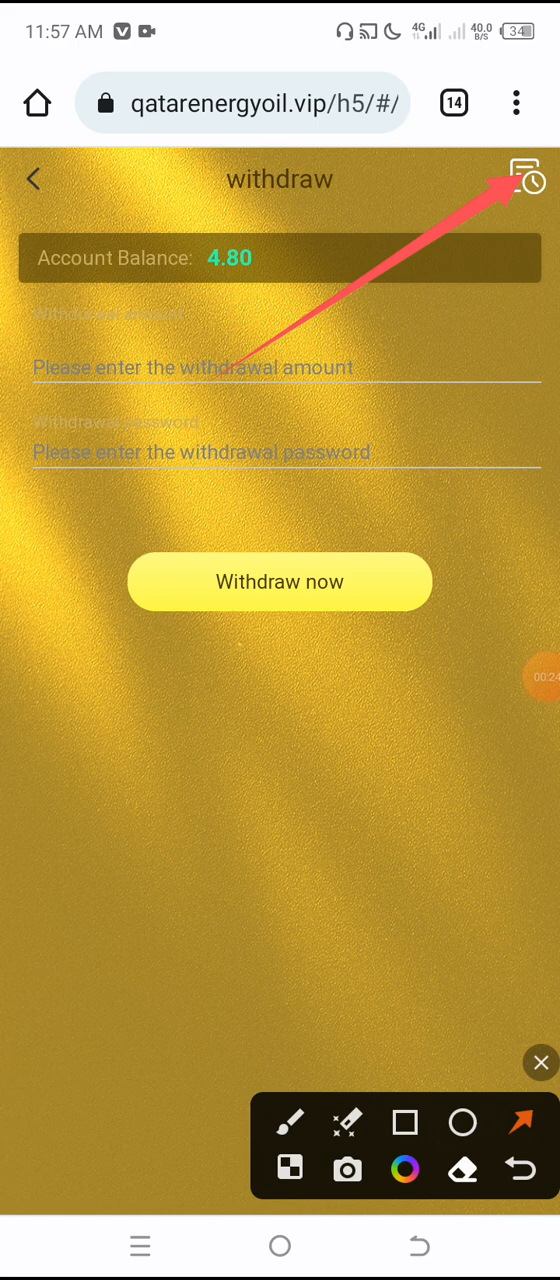 11:57 AM 4G 40.0 B/S 34
qatarenergyoil.vip/h5/#/ 14
withdraw
Account Balance: 4.80
Withdrawal amount
Please enter the withdrawal amount
Withdrawal password
Please enter the withdrawal password
Withdraw now
00:24